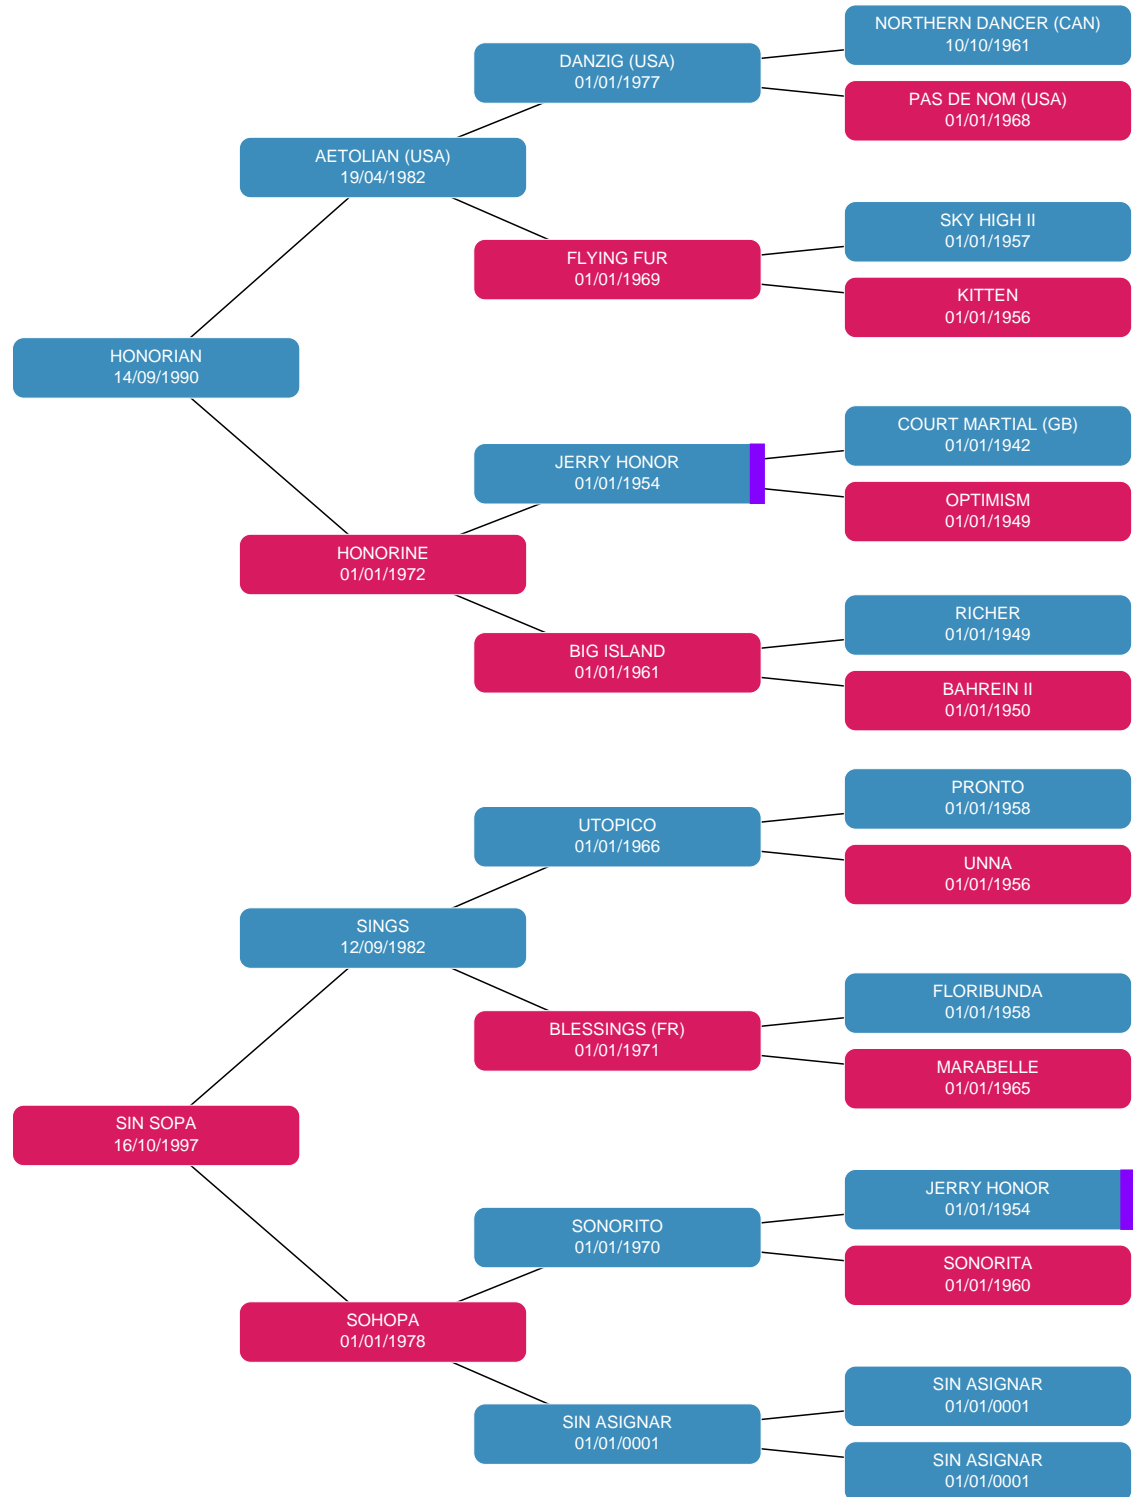 NORTHERN DANCER (CAN)
10/10/1961
DANZIG (USA)
01/01/1977
PAS DE NOM (USA)
01/01/1968
AETOLIAN (USA)
19/04/1982
SKY HIGH II
01/01/1957
FLYING FUR
01/01/1969
KITTEN
01/01/1956
HONORIAN
14/09/1990
COURT MARTIAL (GB)
01/01/1942
JERRY HONOR
01/01/1954
OPTIMISM
01/01/1949
HONORINE
01/01/1972
RICHER
01/01/1949
BIG ISLAND
01/01/1961
BAHREIN II
01/01/1950
PRONTO
01/01/1958
UTOPICO
01/01/1966
UNNA
01/01/1956
SINGS
12/09/1982
FLORIBUNDA
01/01/1958
BLESSINGS (FR)
01/01/1971
MARABELLE
01/01/1965
SIN SOPA
16/10/1997
JERRY HONOR
01/01/1954
SONORITO
01/01/1970
SONORITA
01/01/1960
SOHOPA
01/01/1978
SIN ASIGNAR
01/01/0001
SIN ASIGNAR
01/01/0001
SIN ASIGNAR
01/01/0001